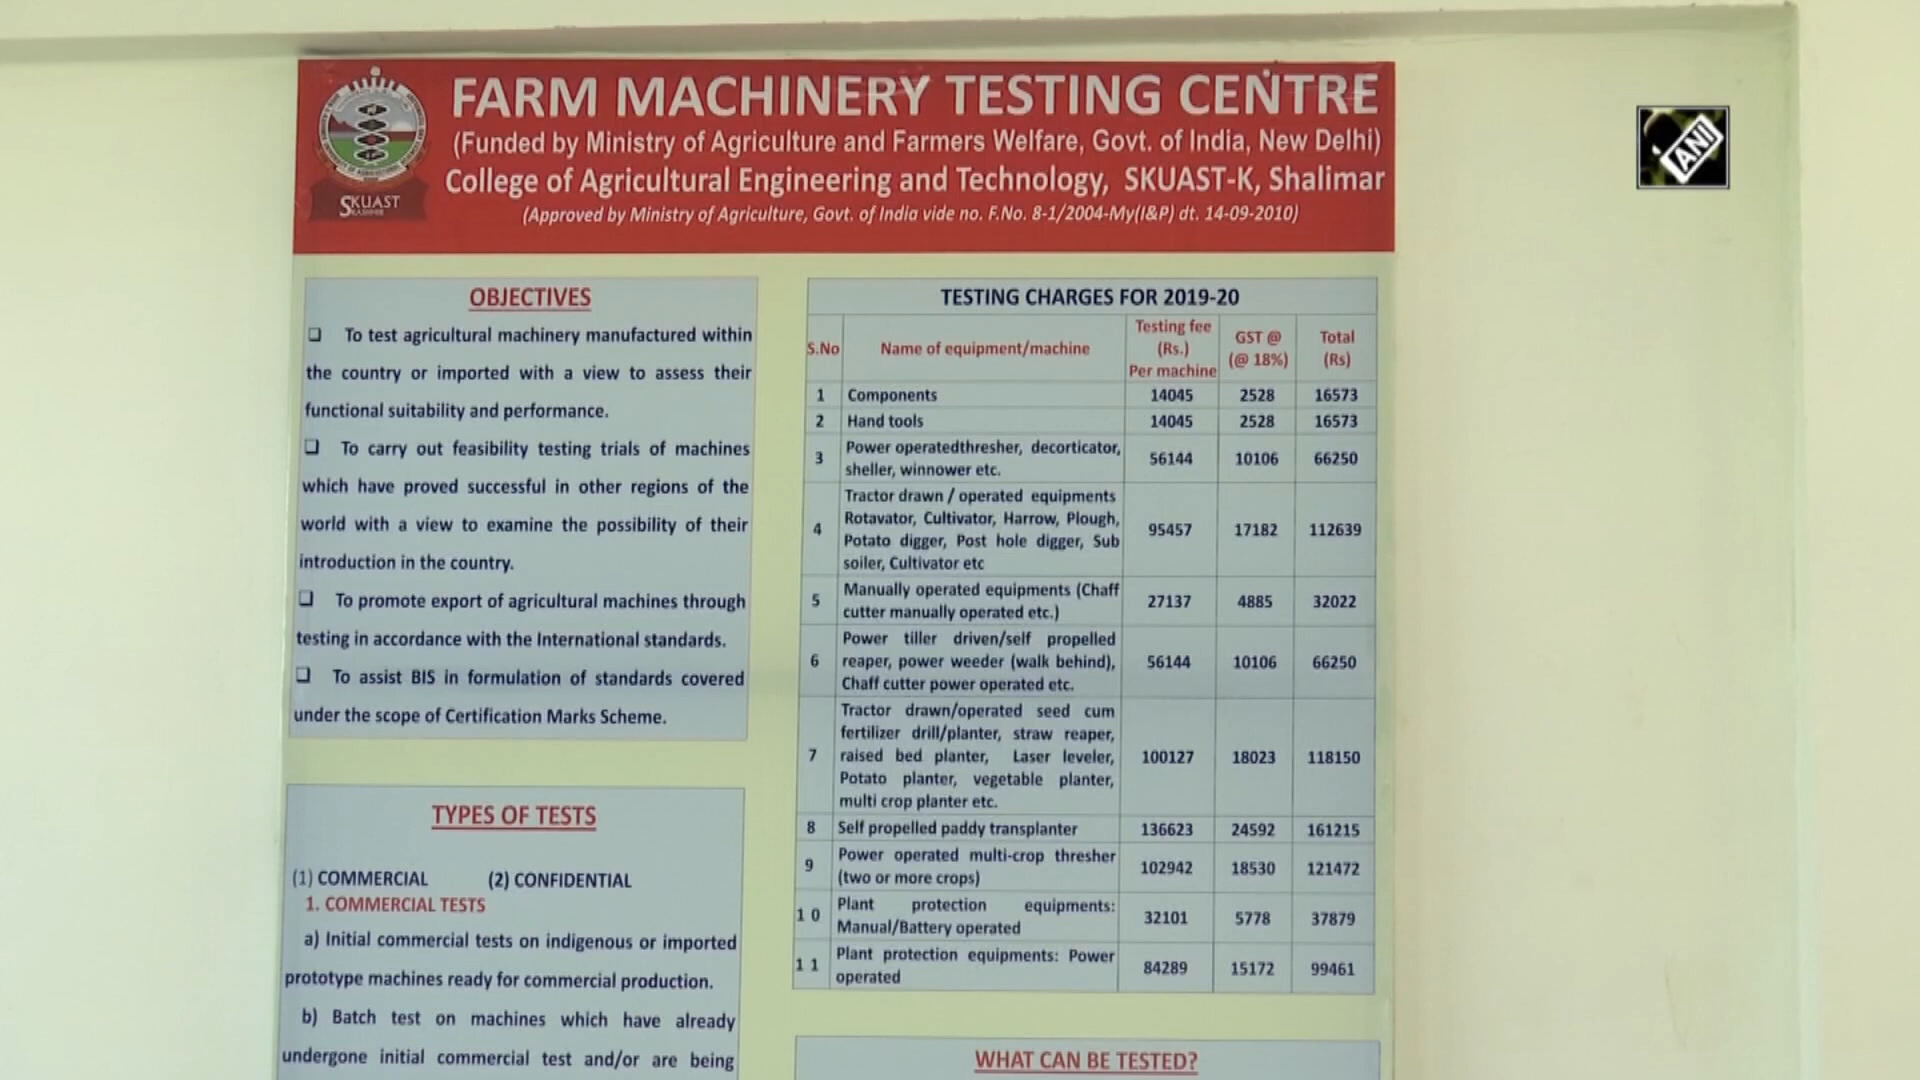 FARM MACHINERY TESTING CENTRE
(Funded by Ministry of Agriculture and Farmers Welfare, Govt. of India, New Delhi)
College of Agricultural Engineering and Technology, SKUAST-K, Shalimar
(Approved by Ministry of Agriculture, Govt. of India vide no. F.No. 8-1/2004-My(I&P) dt. 14-09-2010)
SKUAST
KASHMIR
ANI
OBJECTIVES
❑ To test agricultural machinery manufactured within
the country or imported with a view to assess their
functional suitability and performance.
❑ To carry out feasibility testing trials of machines
which have proved successful in other regions of the
world with a view to examine the possibility of their
introduction in the country.
❑ To promote export of agricultural machines through
testing in accordance with the International standards.
❑ To assist BIS in formulation of standards covered
under the scope of Certification Marks Scheme.
TYPES OF TESTS
(1) COMMERCIAL (2) CONFIDENTIAL
1. COMMERCIAL TESTS
a) Initial commercial tests on indigenous or imported
prototype machines ready for commercial production.
b) Batch test on machines which have already
undergone initial commercial test and/or are being
TESTING CHARGES FOR 2019-20
S.No Name of equipment/machine Testing fee (Rs.) Per machine GST @ (@ 18%) Total (Rs)
1 Components 14045 2528 16573
2 Hand tools 14045 2528 16573
3 Power operatedthresher, decorticator,
sheller, winnower etc. 56144 10106 66250
4 Tractor drawn / operated equipments
Rotavator, Cultivator, Harrow, Plough,
Potato digger, Post hole digger, Sub
soiler, Cultivator etc 95457 17182 112639
5 Manually operated equipments (Chaff
cutter manually operated etc.) 27137 4885 32022
6 Power tiller driven/self propelled
reaper, power weeder (walk behind),
Chaff cutter power operated etc. 56144 10106 66250
7 Tractor drawn/operated seed cum
fertilizer drill/planter, straw reaper,
raised bed planter, Laser leveler,
Potato planter, vegetable planter,
multi crop planter etc. 100127 18023 118150
8 Self propelled paddy transplanter 136623 24592 161215
9 Power operated multi-crop thresher
(two or more crops) 102942 18530 121472
10 Plant protection equipments:
Manual/Battery operated 32101 5778 37879
11 Plant protection equipments: Power
operated 84289 15172 99461
WHAT CAN BE TESTED?